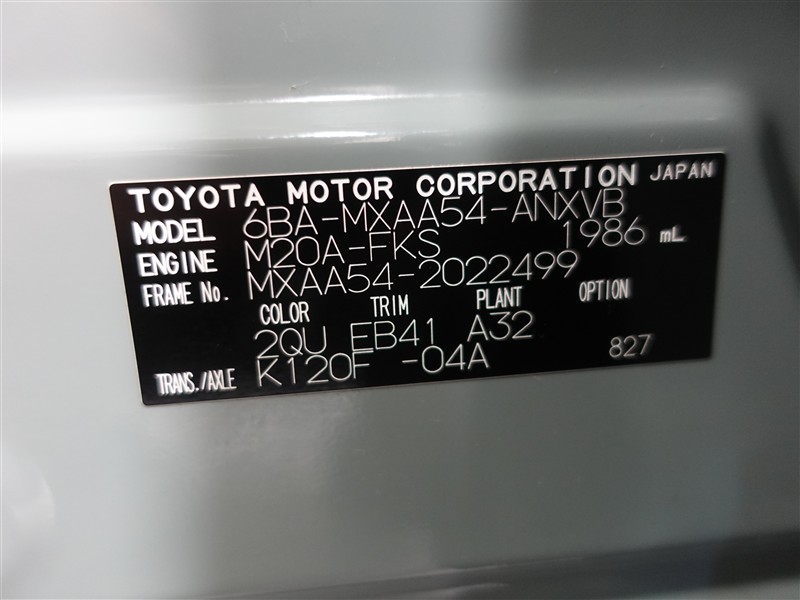 TOYOTA MOTOR CORPORATION JAPAN
MODEL 6BA-MXAA54-ANXVB
ENGINE M20A-FKS 1986 mL
FRAME No. MXAA54-2022499
COLOR TRIM PLANT OPTION
2QU EB41 A32
TRANS./AXLE K120F -04A 827